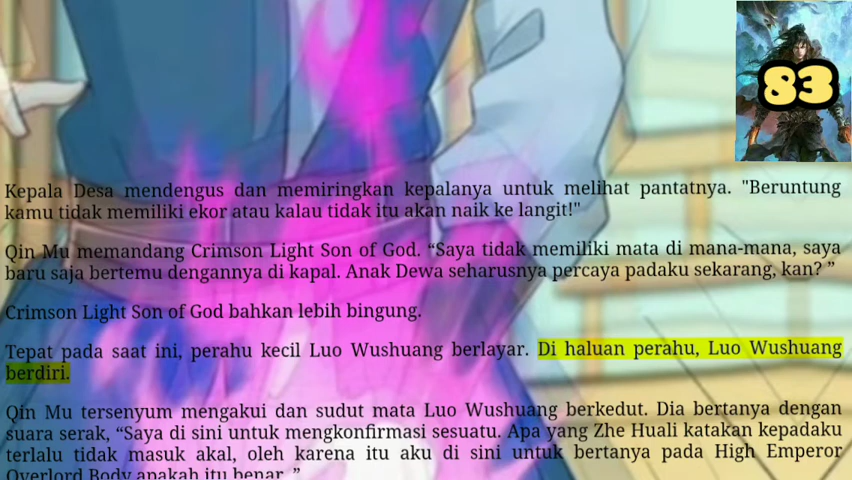 83
Kepala Desa mendengus dan memiringkan kepalanya untuk melihat pantatnya. "Beruntung
kamu tidak memiliki ekor atau kalau tidak itu akan naik ke langit!"
Qin Mu memandang Crimson Light Son of God. “Saya tidak memiliki mata di mana-mana, saya
baru saja bertemu dengannya di kapal. Anak Dewa seharusnya percaya padaku sekarang, kan? ”
Crimson Light Son of God bahkan lebih bingung.
Tepat pada saat ini, perahu kecil Luo Wushuang berlayar. Di haluan perahu, Luo Wushuang
berdiri.
Qin Mu tersenyum mengakui dan sudut mata Luo Wushuang berkedut. Dia bertanya dengan
suara serak, “Saya di sini untuk mengkonfirmasi sesuatu. Apa yang Zhe Huali katakan kepadaku
terlalu tidak masuk akal, oleh karena itu aku di sini untuk bertanya pada High Emperor
Overlord Body apakah itu benar. ”